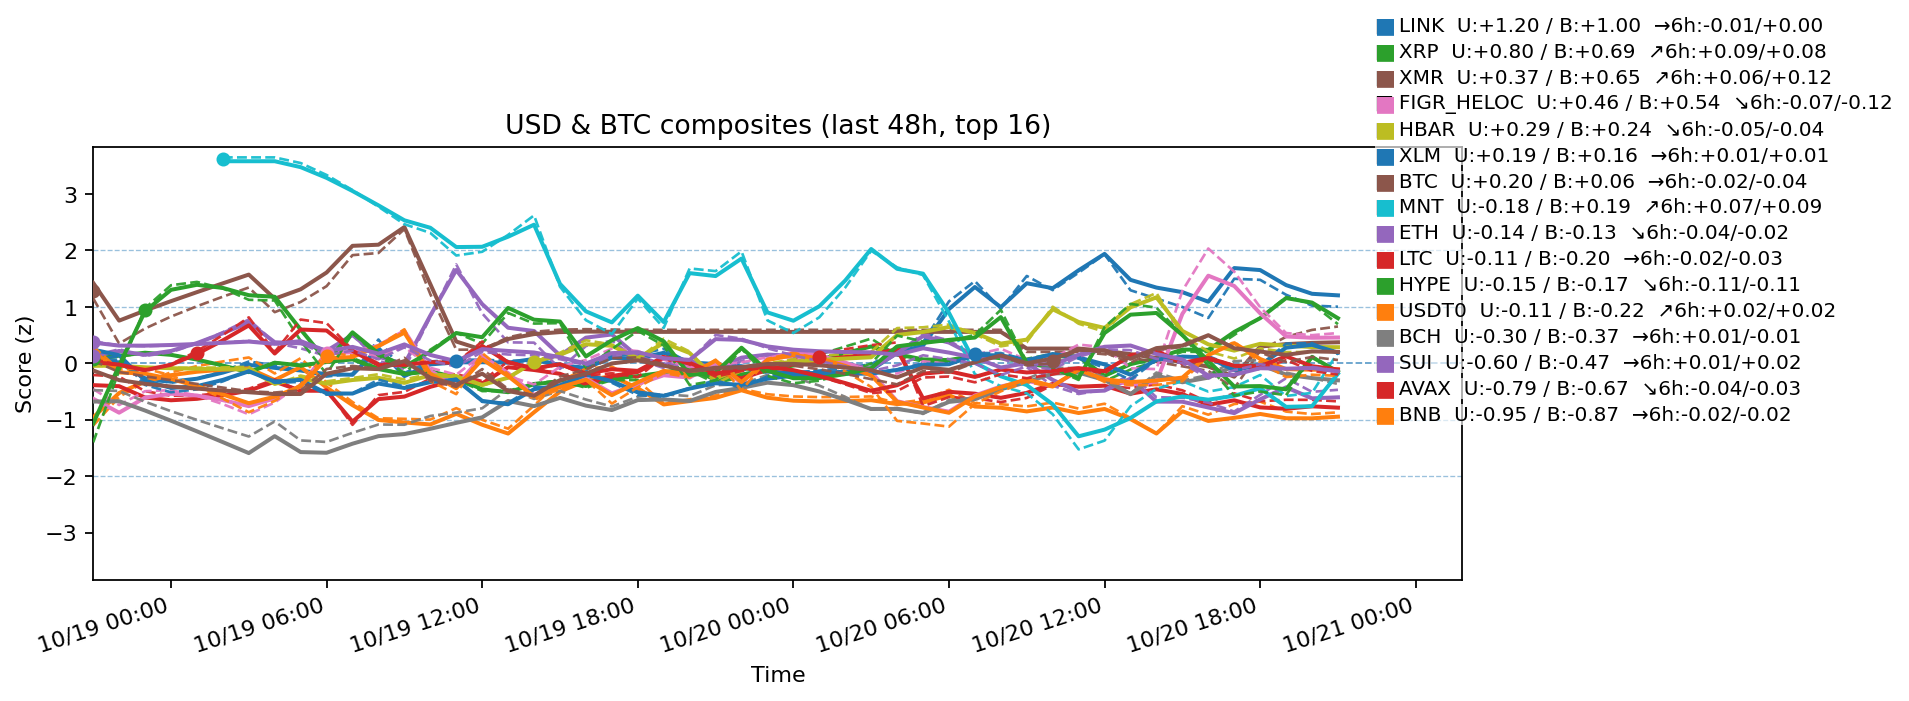 LINK U:+1.20 / B:+1.00 →6h:-0.01/+0.00
XRP U:+0.80 / B:+0.69 ↗6h:+0.09/+0.08
XMR U:+0.37 / B:+0.65 ↗6h:+0.06/+0.12
FIGR_HELOC U:+0.46 / B:+0.54 ↘6h:-0.07/-0.12
HBAR U:+0.29 / B:+0.24 ↘6h:-0.05/-0.04
XLM U:+0.19 / B:+0.16 →6h:+0.01/+0.01
BTC U:+0.20 / B:+0.06 →6h:-0.02/-0.04
MNT U:-0.18 / B:+0.19 ↗6h:+0.07/+0.09
ETH U:-0.14 / B:-0.13 ↘6h:-0.04/-0.02
LTC U:-0.11 / B:-0.20 →6h:-0.02/-0.03
HYPE U:-0.15 / B:-0.17 ↘6h:-0.11/-0.11
USDT0 U:-0.11 / B:-0.22 ↗6h:+0.02/+0.02
BCH U:-0.30 / B:-0.37 →6h:+0.01/-0.01
SUI U:-0.60 / B:-0.47 →6h:+0.01/+0.02
AVAX U:-0.79 / B:-0.67 ↘6h:-0.04/-0.03
BNB U:-0.95 / B:-0.87 →6h:-0.02/-0.02
USD & BTC composites (last 48h, top 16)
Score (z)
3
2
1
0
−1
−2
−3
10/19 00:00
10/19 06:00
10/19 12:00
10/19 18:00
10/20 00:00
10/20 06:00
10/20 12:00
10/20 18:00
10/21 00:00
Time